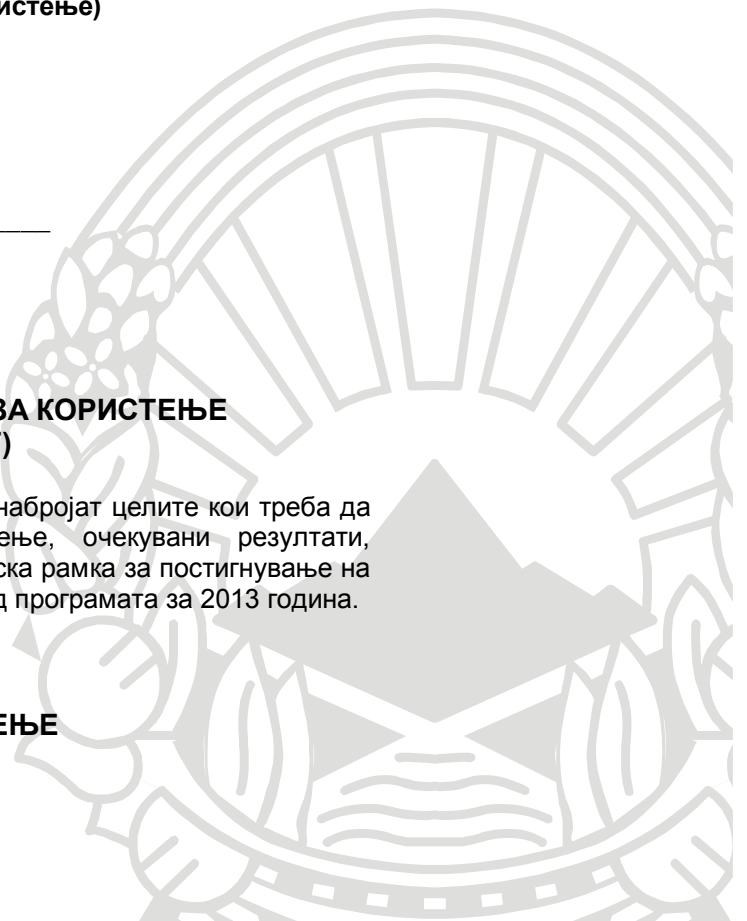 истење)
ЗА КОРИСТЕЊЕ
)
набројат целите кои треба да
ење, очекувани резултати,
ска рамка за постигнување на
д програмата за 2013 година.
ЕЊЕ